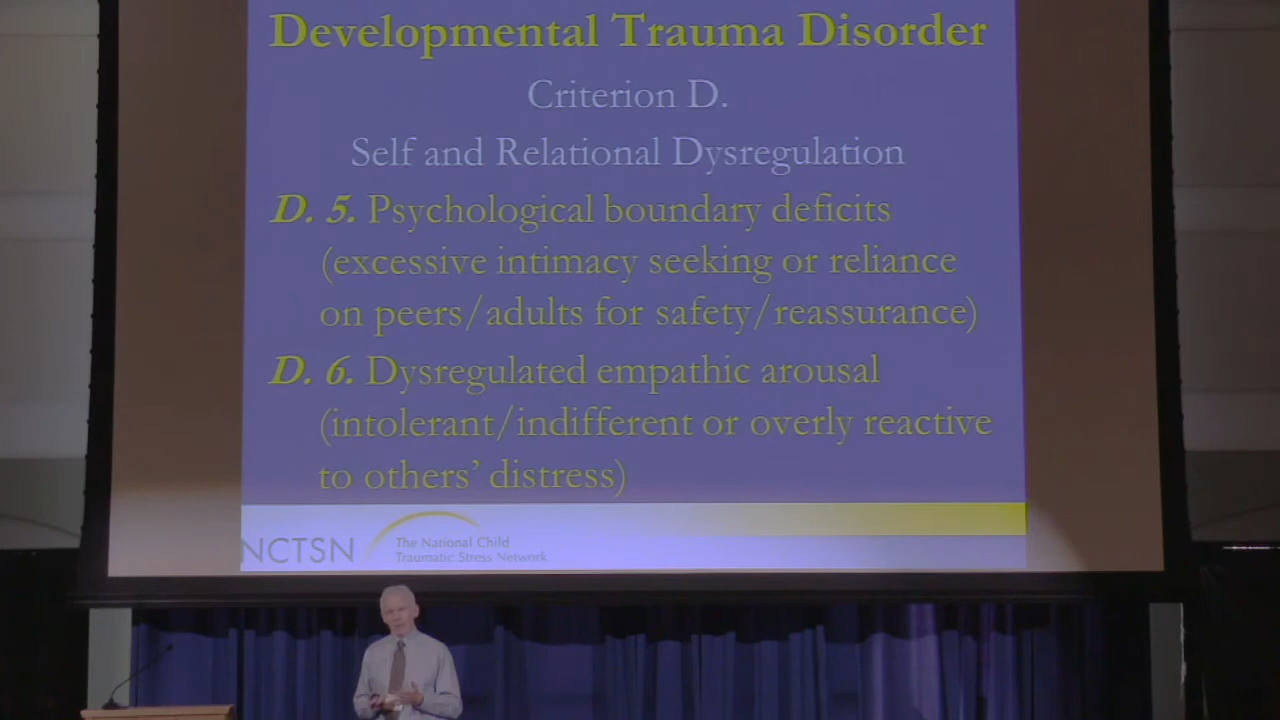 Developmental Trauma Disorder
Criterion D.
Self and Relational Dysregulation
D. 5. Psychological boundary deficits
(excessive intimacy seeking or reliance
on peers/adults for safety/reassurance)
D. 6. Dysregulated empathic arousal
(intolerant/indifferent or overly reactive
to others' distress)
NCTSN
The National Child
Traumatic Stress Network